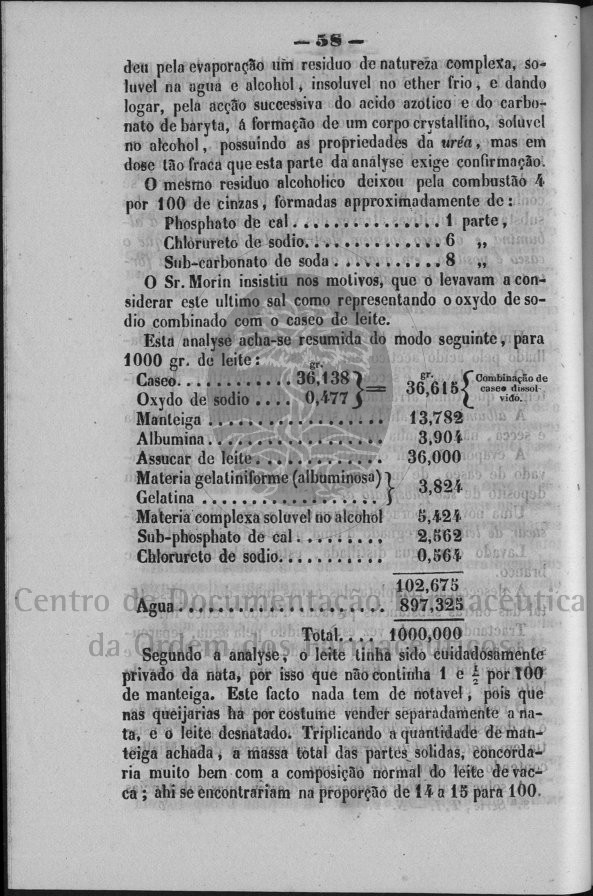 — 58 —
deu pela evaporação um residuo de natureza complexa, so-
luvel na agua e alcohol, insoluvel no ether frio, e dando
logar, pela acção successiva do acido azotico e do carbo-
nato de baryta, á formação de um corpo crystallino, soluvel
no alcohol, possuindo as propriedades da uréa, mas em
dose tão fraca que esta parte da analyse exige confirmação.
O mesmo residuo alcoholico deixou pela combustão 4
por 100 de cinzas, formadas approximadamente de:
Phosphato de cal............... 1 parte,
Chlorureto de sodio............. 6 „
Sub-carbonato de soda.......... 8 „
O Sr. Morin insistiu nos motivos, que o levavam a con-
siderar este ultimo sal como representando o oxydo de so-
dio combinado com o caseo de leite.
Esta analyse acha-se resumida do modo seguinte, para
1000 gr. de leite:
Caseo............ gr. 36,138 } = gr. 36,615 { Combinação de
Oxydo de sodio .... 0,477 caseo dissol-
vido.
Manteiga .................. 13,782
Albumina.................. 3,904
Assucar de leite.............. 36,000
Materia gelatiniforme (albuminosa) } 3,824
Gelatina ..................
Materia complexa soluvel no alcohol 5,424
Sub-phosphato de cal......... 2,562
Chlorureto de sodio........... 0,564
102,675
Agua..................... 897,325
Total.... 1000,000
Segundo a analyse, o leite tinha sido cuidadosamente
privado da nata, por isso que não continha 1 e ½ por 100
de manteiga. Este facto nada tem de notavel, pois que
nas queijarias ha por costume vender separadamente a na-
ta, e o leite desnatado. Triplicando a quantidade de man-
teiga achada, a massa total das partes solidas, concorda-
ria muito bem com a composição normal do leite de vac-
ca; ahi se encontrariam na proporção de 14 a 15 para 100.
Centro de Documentação Farmacêutica
da Ordem dos Farmacêuticos